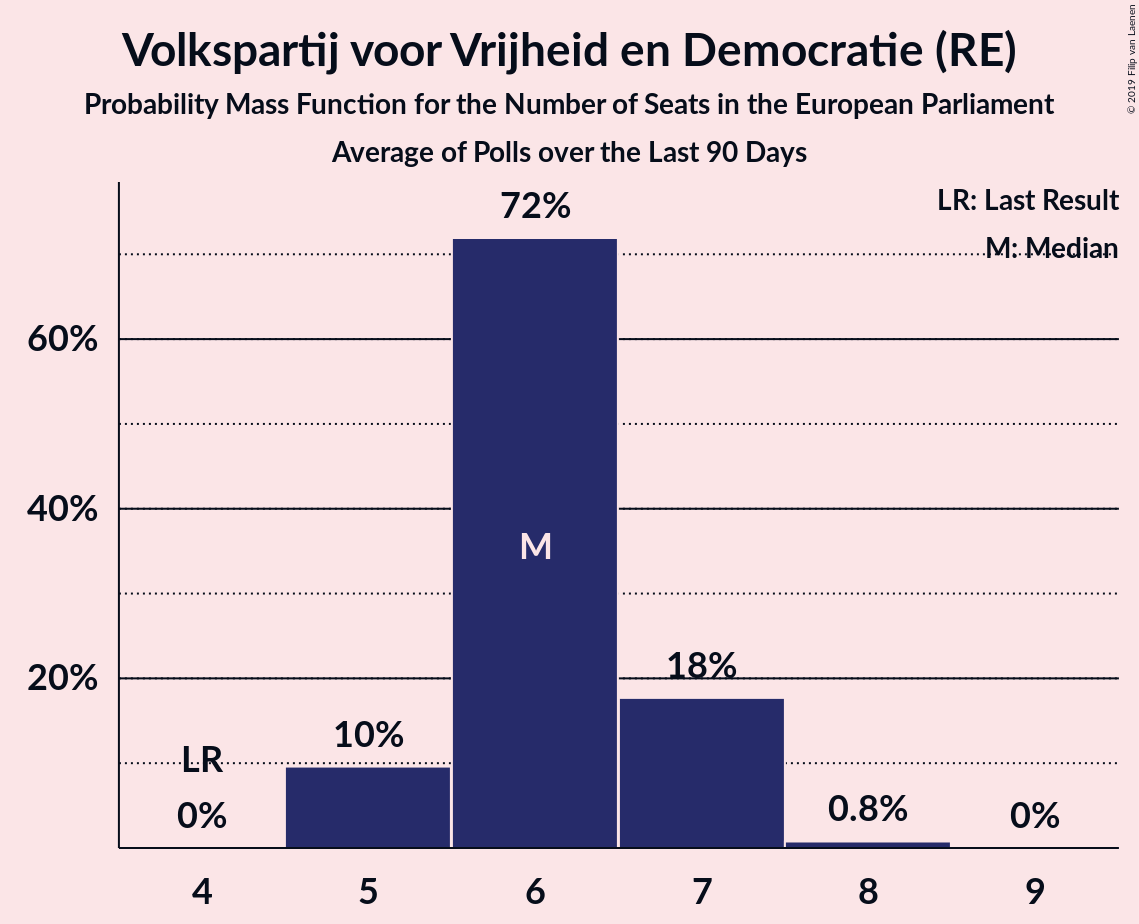 Volkspartij voor Vrijheid en Democratie (RE)
Probability Mass Function for the Number of Seats in the European Parliament
Average of Polls over the Last 90 Days
© 2019 Filip van Laenen
LR: Last Result
M: Median
72%
60%
40%
M
20%
18%
10%
LR
0%
0.8%
0%
4 5 6 7 8 9